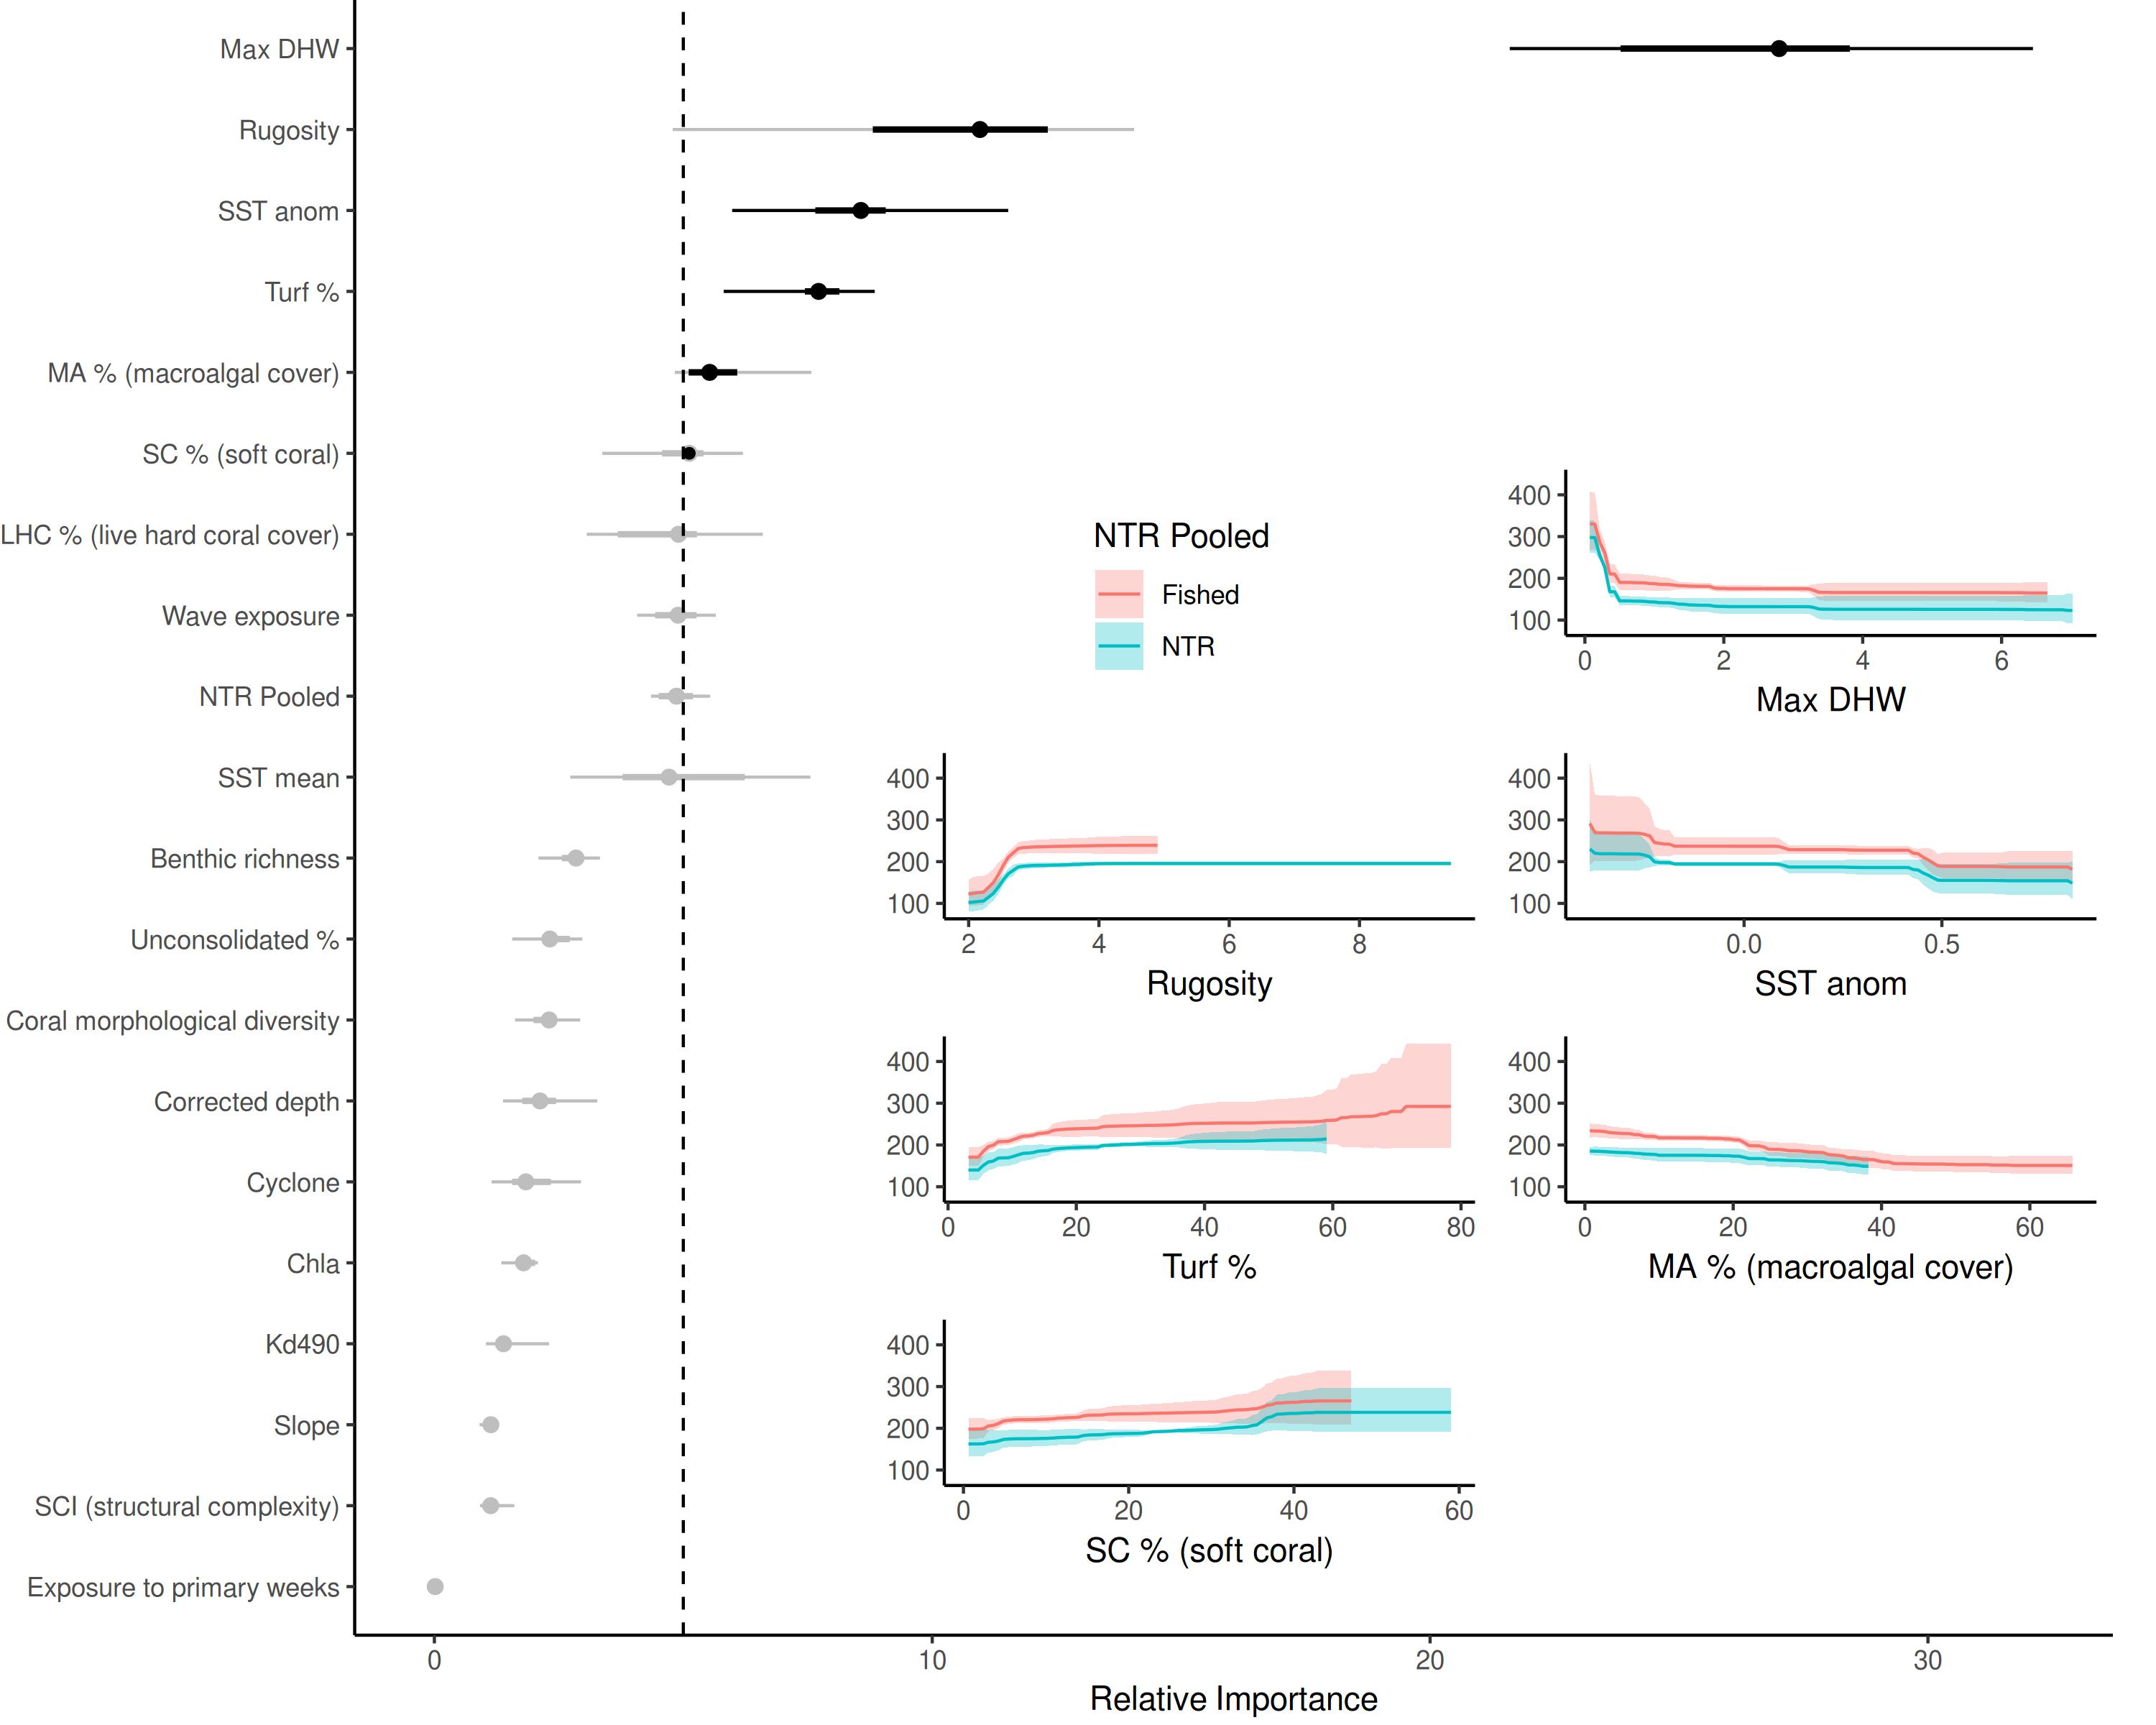 Max DHW
Rugosity
SST anom
Turf %
MA % (macroalgal cover)
SC % (soft coral)
LHC % (live hard coral cover)
Wave exposure
NTR Pooled
SST mean
Benthic richness
Unconsolidated %
Coral morphological diversity
Corrected depth
Cyclone
Chla
Kd490
Slope
SCI (structural complexity)
Exposure to primary weeks
0 10 20 30
Relative Importance
NTR Pooled
Fished
NTR
400
300
200
100
0 2 4 6
Max DHW
400
300
200
100
2 4 6 8
Rugosity
400
300
200
100
0.0 0.5
SST anom
400
300
200
100
0 20 40 60 80
Turf %
400
300
200
100
0 20 40 60
MA % (macroalgal cover)
400
300
200
100
0 20 40 60
SC % (soft coral)